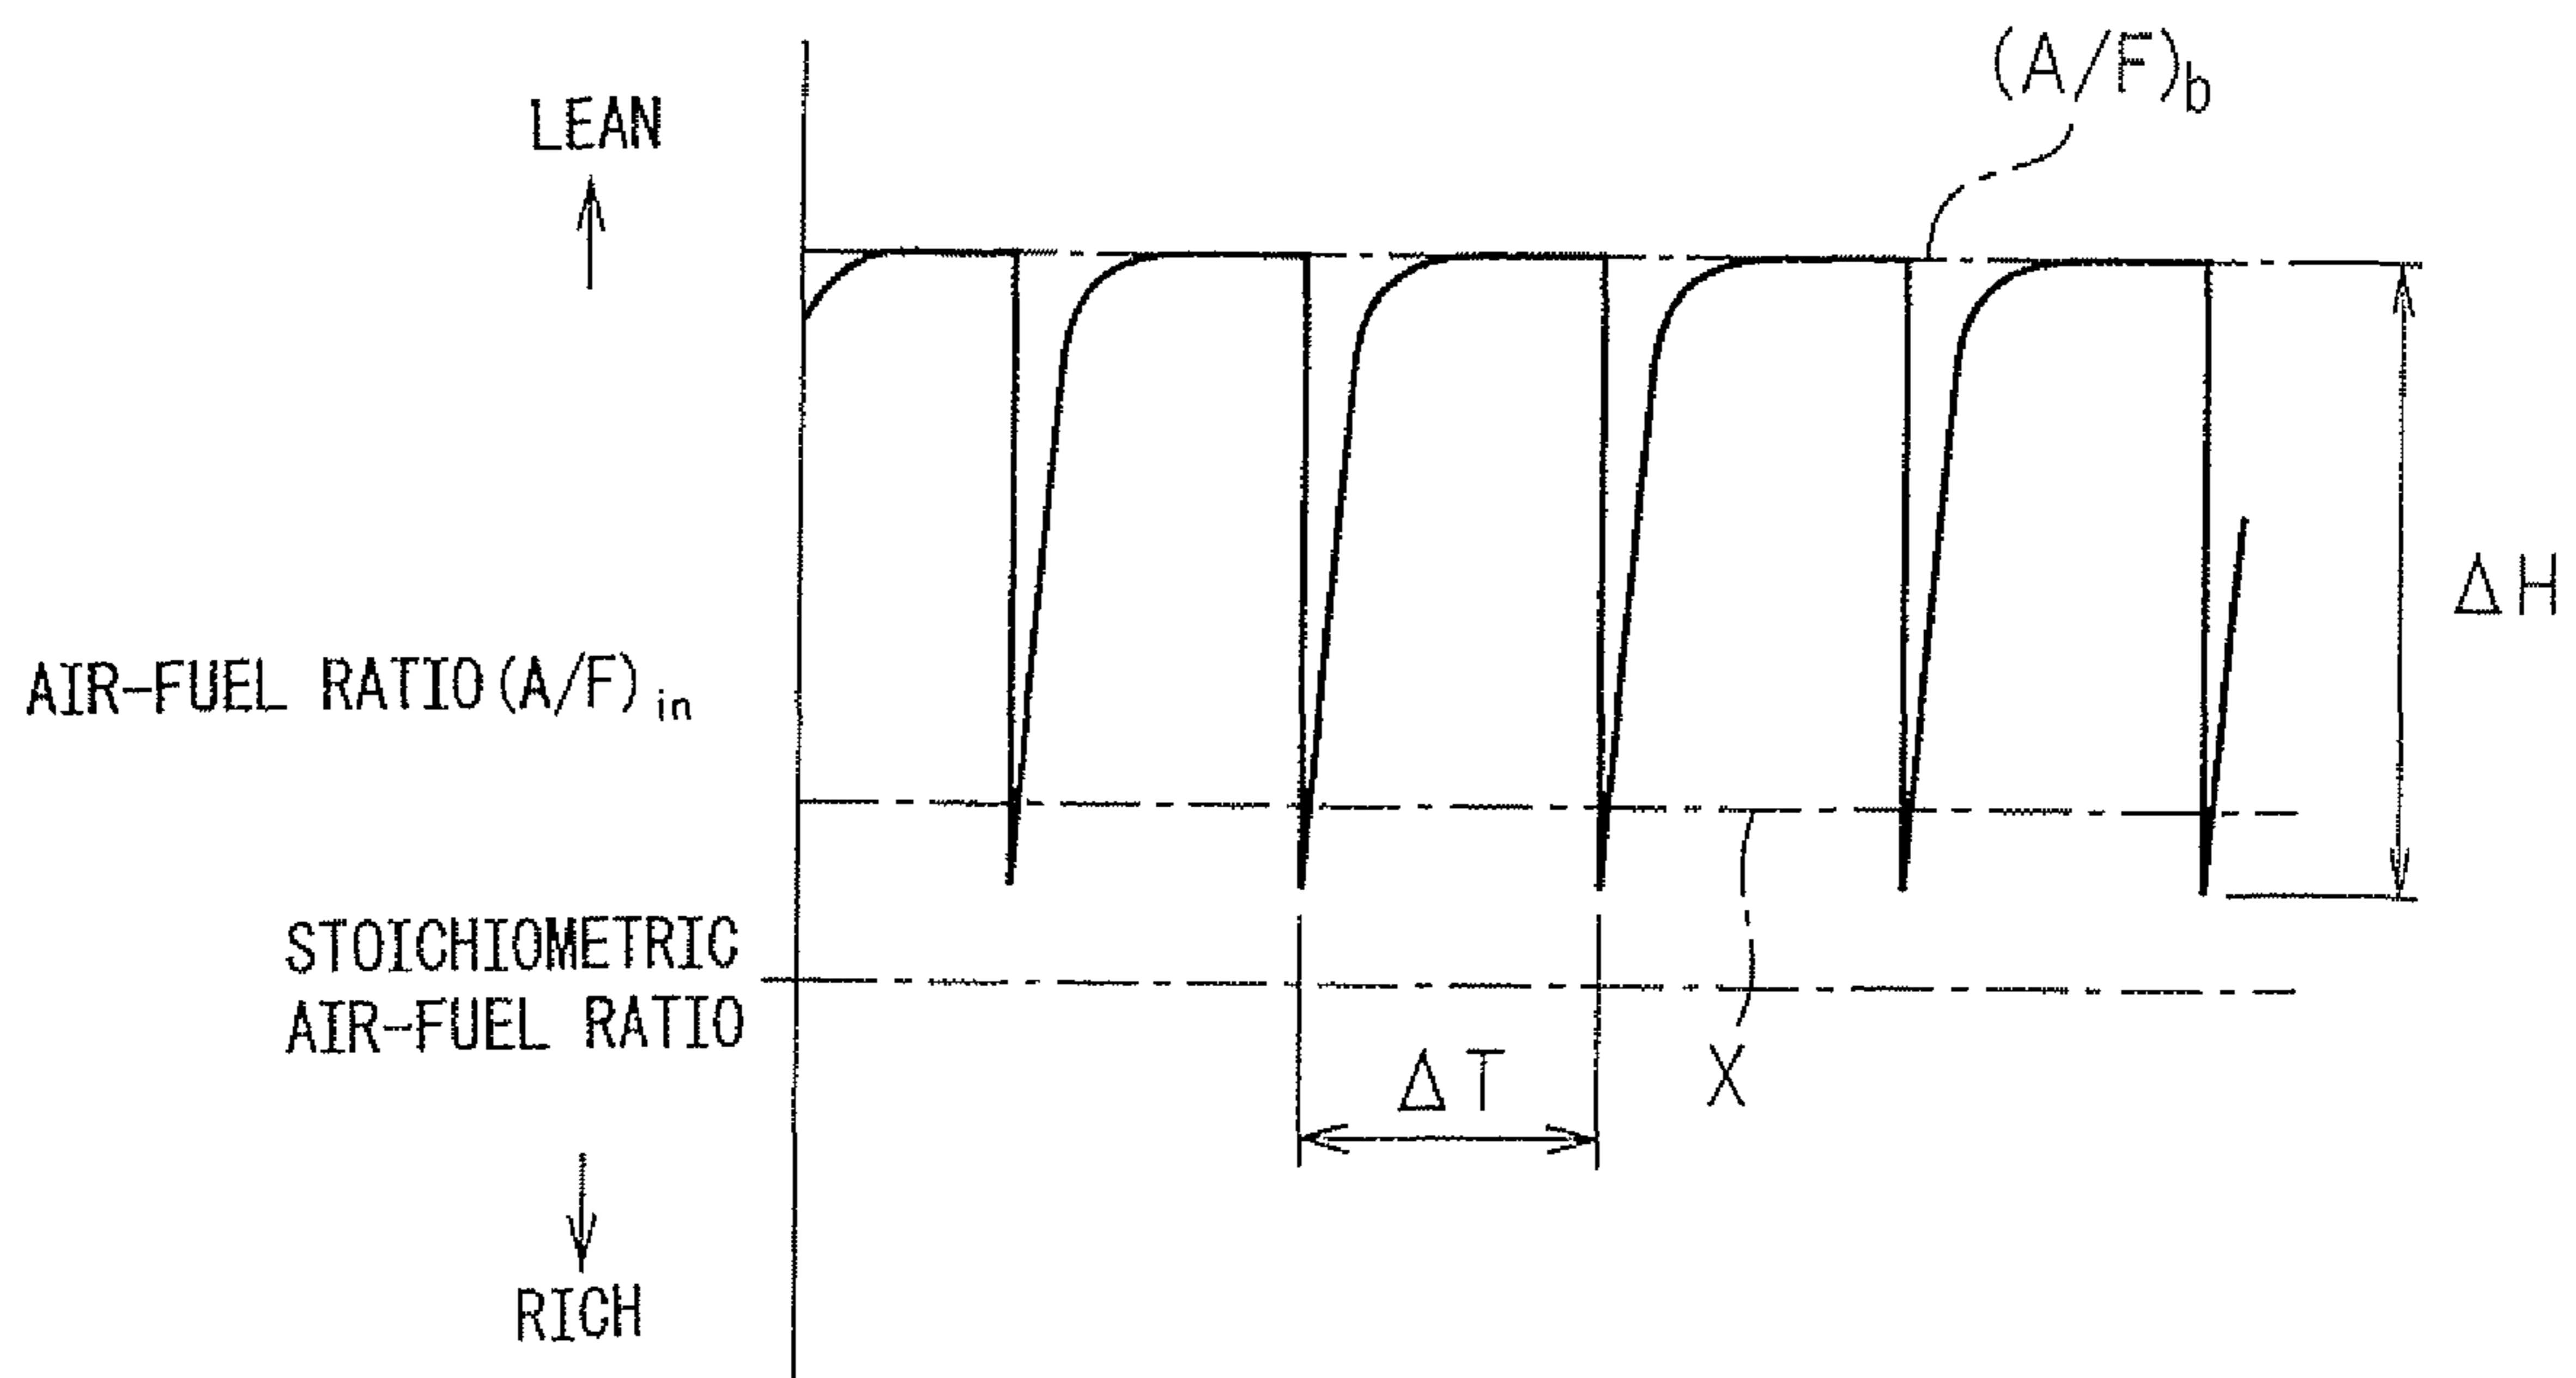 (A/F)b
LEAN
ΔH
AIR-FUEL RATIO(A/F)in
STOICHIOMETRIC
AIR-FUEL RATIO
ΔT
X
RICH